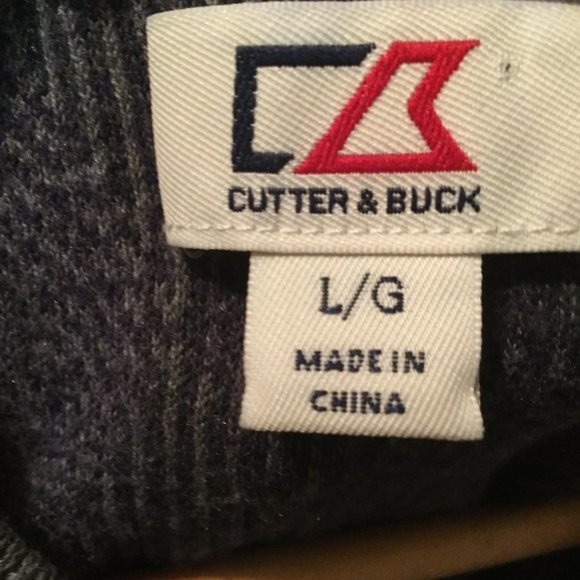 CUTTER & BUCK
L/G
MADE IN
CHINA